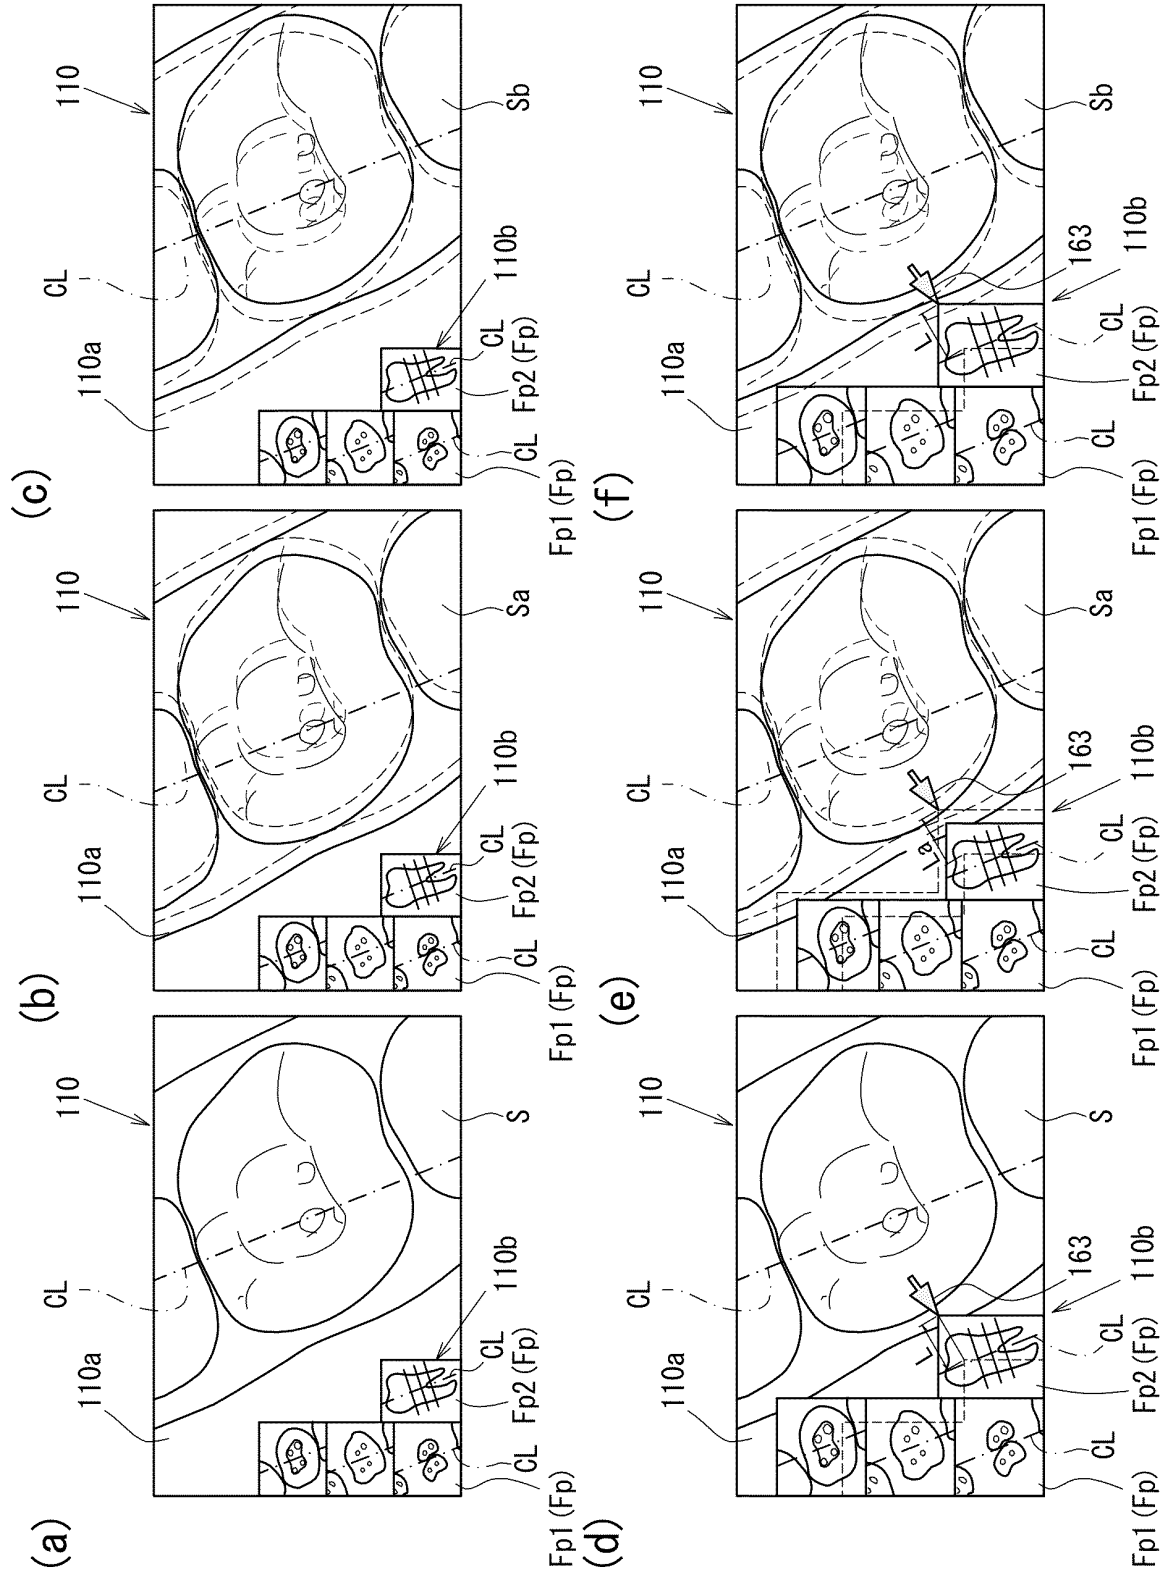 (a)
110a
CL
110
Fp1(Fp)
CL
Fp2(Fp)
CL
110b
S
(b)
110a
CL
110
Fp1(Fp)
CL
Fp2(Fp)
CL
110b
Sa
(c)
110a
CL
110
Fp1(Fp)
CL
Fp2(Fp)
CL
110b
Sb
(d)
110a
CL
110
L
Fp1(Fp)
CL
Fp2(Fp)
CL
110b
163
S
(e)
110a
CL
110
La
Fp1(Fp)
CL
Fp2(Fp)
CL
110b
163
Sa
(f)
110a
CL
110
L
Fp1(Fp)
CL
Fp2(Fp)
CL
110b
163
Sb